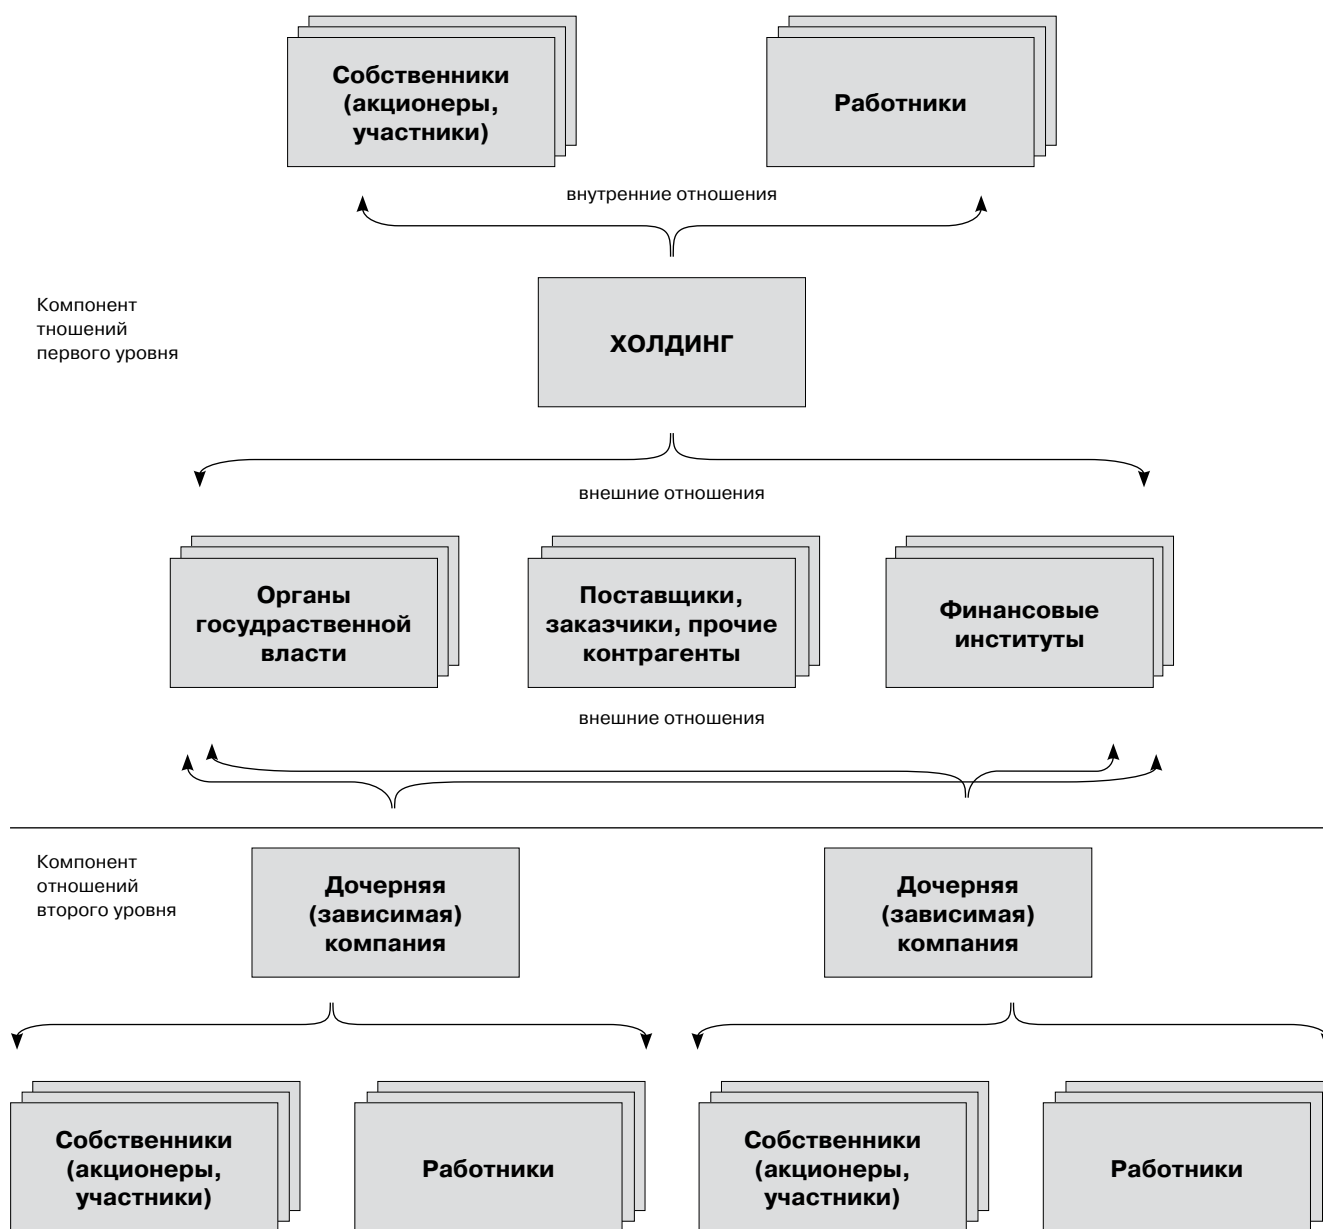 Собственники
(акционеры,
участники)
Работники
внутренние отношения
Компонент
тношений
первого уровня
ХОЛДИНГ
внешние отношения
Органы
госудраственной
власти
Поставщики,
заказчики, прочие
контрагенты
Финансовые
институты
внешние отношения
Компонент
отношений
второго уровня
Дочерняя
(зависимая)
компания
Дочерняя
(зависимая)
компания
Собственники
(акционеры,
участники)
Работники
Собственники
(акционеры,
участники)
Работники